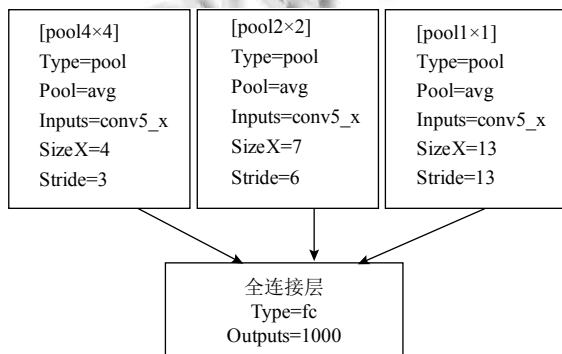 [pool4×4]
Type=pool
Pool=avg
Inputs=conv5_x
SizeX=4
Stride=3
[pool2×2]
Type=pool
Pool=avg
Inputs=conv5_x
SizeX=7
Stride=6
[pool1×1]
Type=pool
Pool=avg
Inputs=conv5_x
SizeX=13
Stride=13
全连接层
Type=fc
Outputs=1000